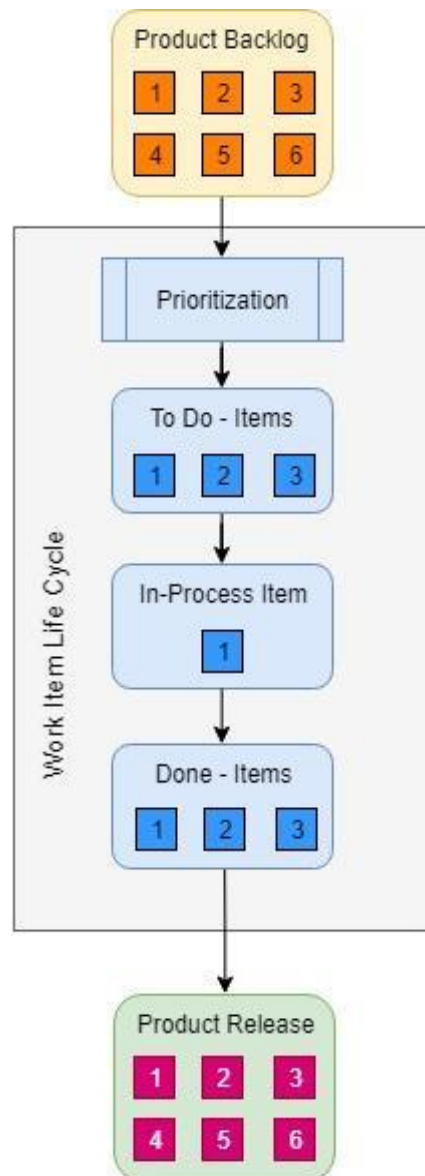 Product Backlog
1 2 3
4 5 6
Prioritization
To Do - Items
1 2 3
Work Item Life Cycle
In-Process Item
1
Done - Items
1 2 3
Product Release
1 2 3
4 5 6